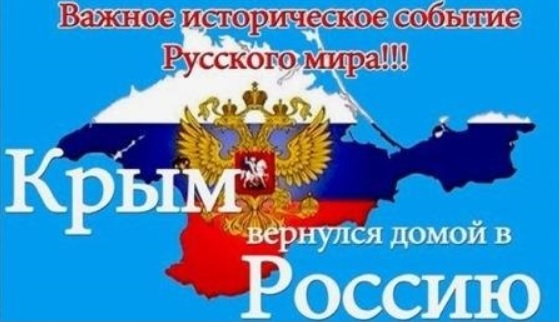 Важное историческое событие
Русского мира!!!
Крым
вернулся домой в
Россию